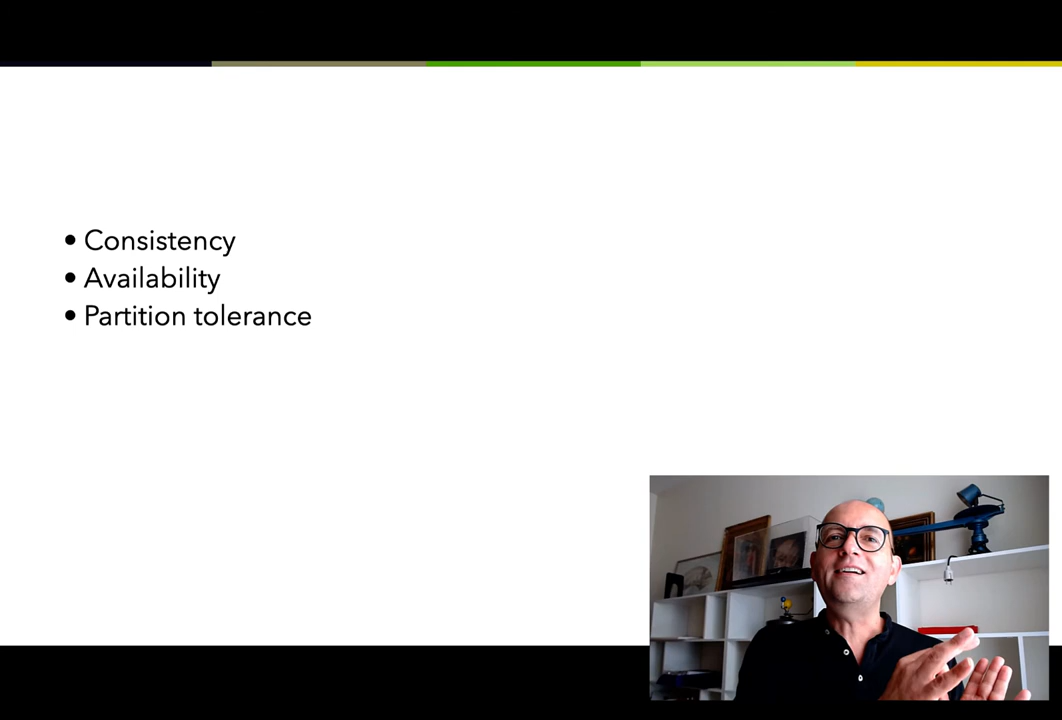 • Consistency
• Availability
• Partition tolerance